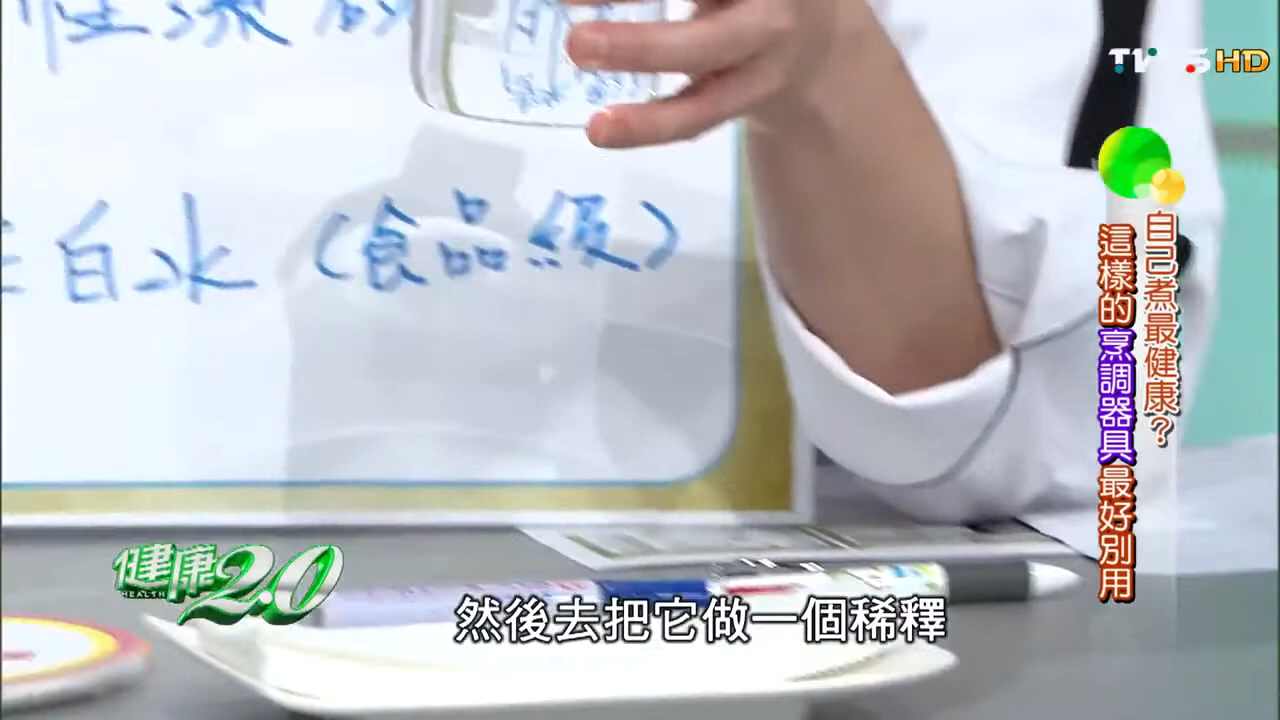 TVBS HD
白水（食品級）
自己煮最健康？
這樣的烹調器具最好別用
健康2.0
HEALTH
然後去把它做一個稀釋